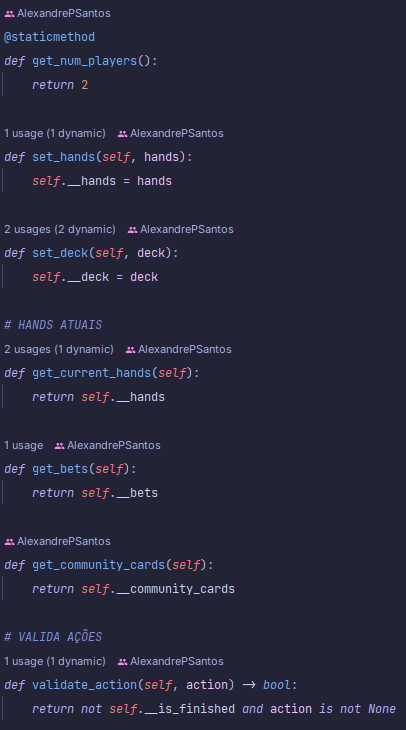 AlexandrePSantos
@staticmethod
def get_num_players():
    return 2
1 usage (1 dynamic) AlexandrePSantos
def set_hands(self, hands):
    self.__hands = hands
2 usages (2 dynamic) AlexandrePSantos
def set_deck(self, deck):
    self.__deck = deck
# HANDS ATUAIS
2 usages (1 dynamic) AlexandrePSantos
def get_current_hands(self):
    return self.__hands
1 usage AlexandrePSantos
def get_bets(self):
    return self.__bets
AlexandrePSantos
def get_community_cards(self):
    return self.__community_cards
# VALIDA AÇÕES
1 usage (1 dynamic) AlexandrePSantos
def validate_action(self, action) -> bool:
    return not self.__is_finished and action is not None